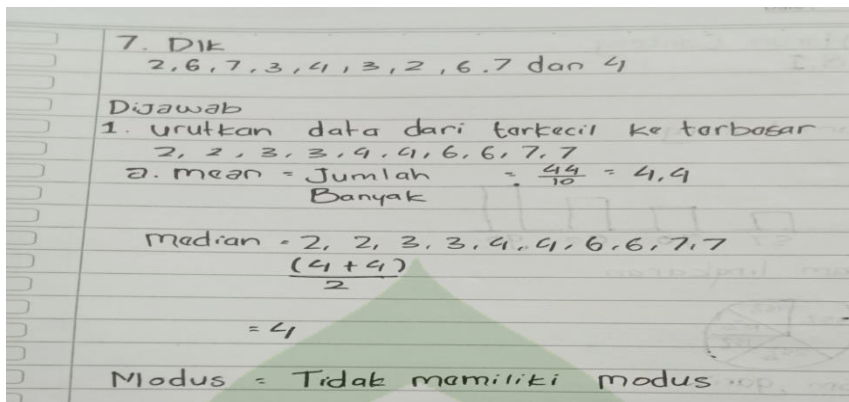 7. Dik
2, 6, 7, 3, 4, 3, 2, 6, 7 dan 4
Dijawab
1. urutkan data dari terkecil ke terbesar
2, 2, 3, 3, 4, 4, 6, 6, 7, 7
a. mean = Jumlah = 44/10 = 4,4
Banyak
median = 2, 2, 3, 3, 4, 4, 6, 6, 7, 7
(4 + 4)
2
= 4
Modus = Tidak memiliki modus